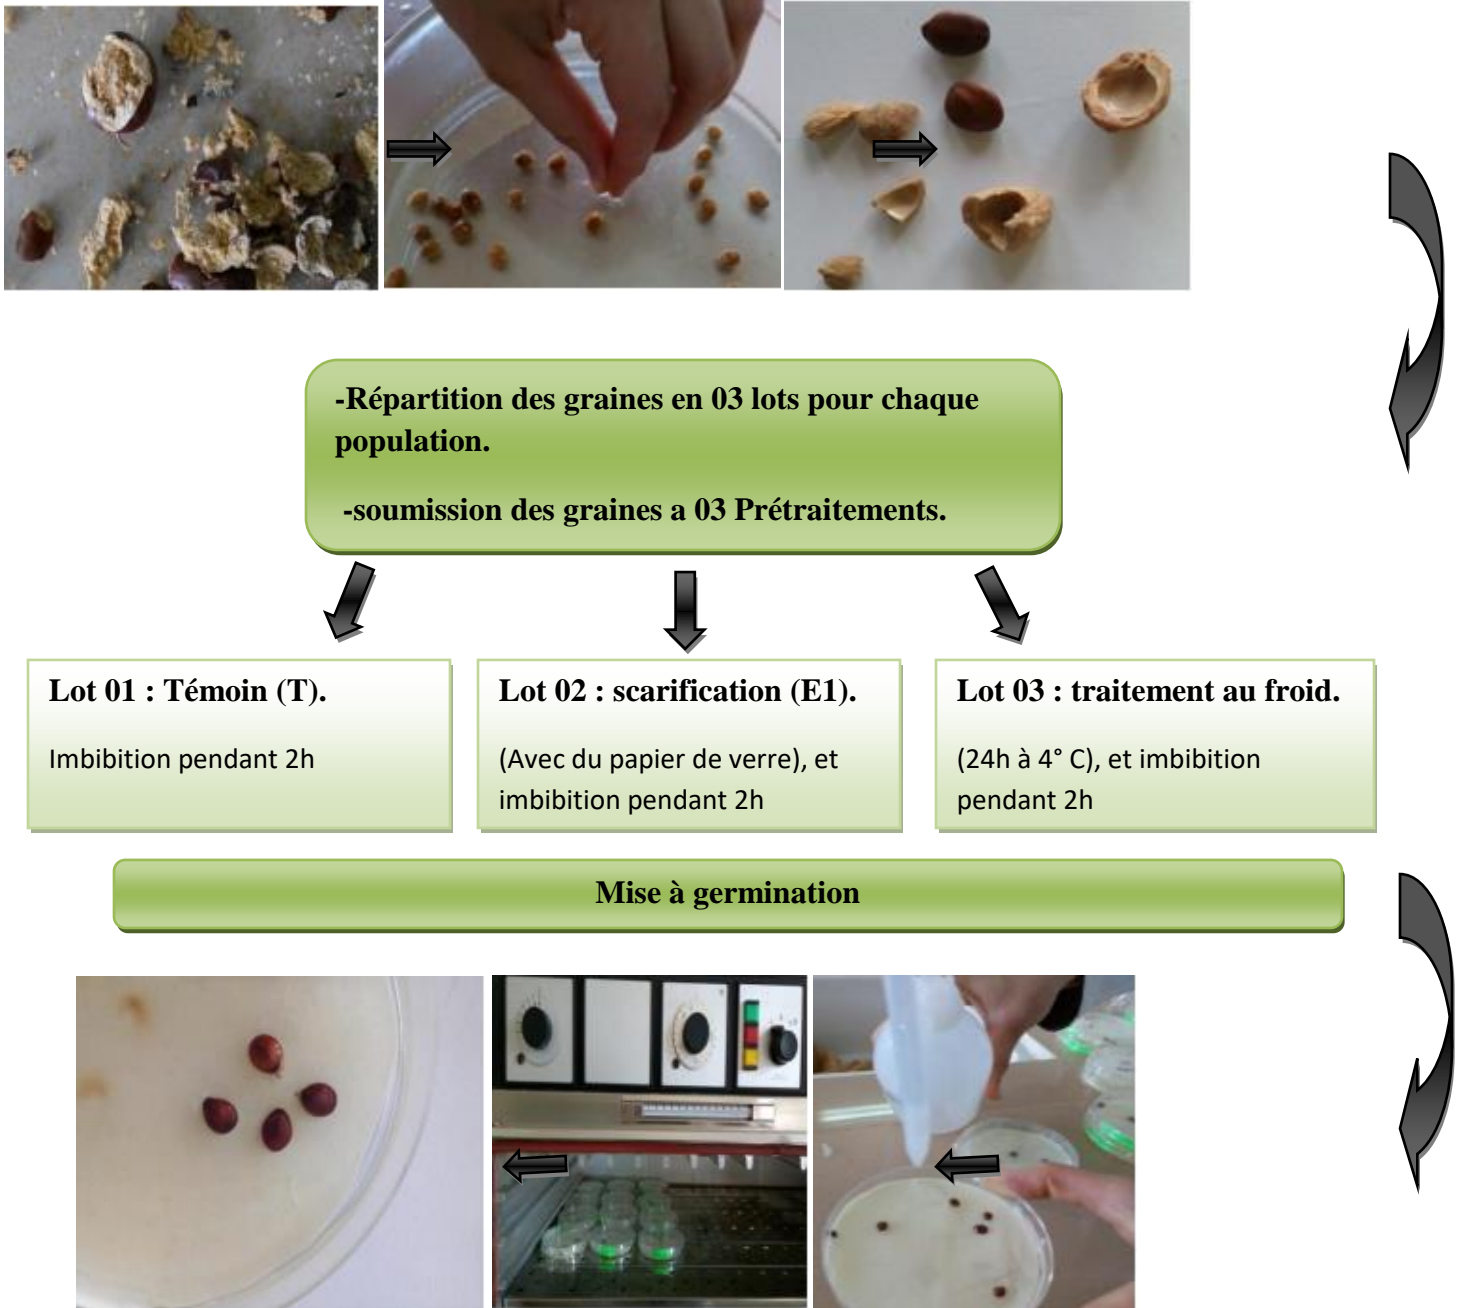 -Répartition des graines en 03 lots pour chaque
population.
-soumission des graines a 03 Prétraitements.
Lot 01 : Témoin (T).
Imbibition pendant 2h
Lot 02 : scarification (E1).
(Avec du papier de verre), et
imbibition pendant 2h
Lot 03 : traitement au froid.
(24h à 4° C), et imbibition
pendant 2h
Mise à germination